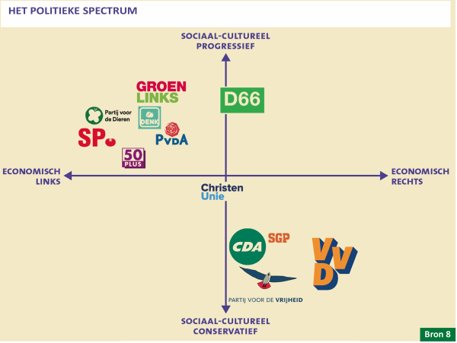 HET POLITIEKE SPECTRUM
SOCIAAL-CULTUREEL
PROGRESSIEF
GROEN
LINKS
D66
Partij voor
de Dieren
DENK
SP
PvdA
50
PLUS
ECONOMISCH
LINKS
ECONOMISCH
RECHTS
Christen
Unie
CDA
SGP
VVD
PARTIJ VOOR DE VRIJHEID
SOCIAAL-CULTUREEL
CONSERVATIEF
Bron 8